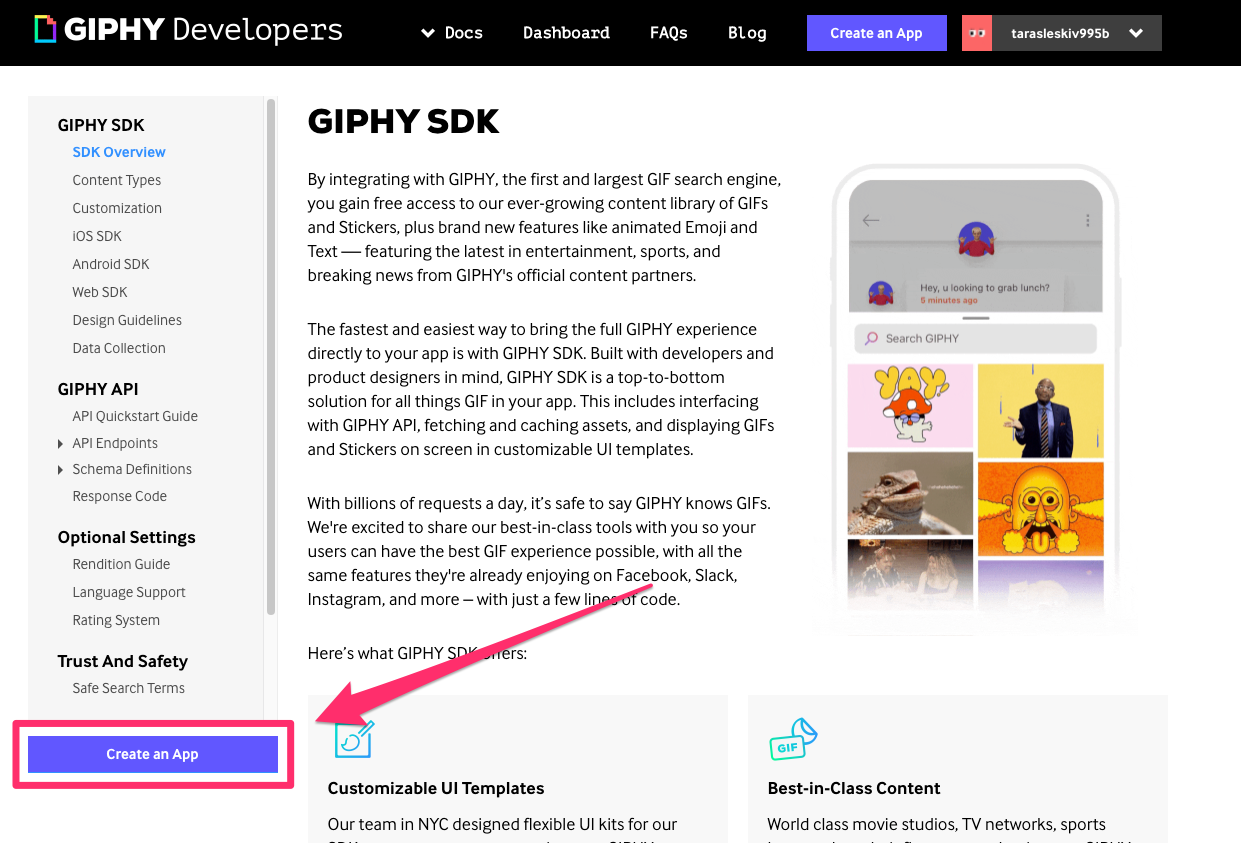 GIPHY Developers
Docs
Dashboard
FAQs
Blog
Create an App
tarasleskiv995b
GIPHY SDK
SDK Overview
Content Types
Customization
iOS SDK
Android SDK
Web SDK
Design Guidelines
Data Collection
GIPHY API
API Quickstart Guide
API Endpoints
Schema Definitions
Response Code
Optional Settings
Rendition Guide
Language Support
Rating System
Trust And Safety
Safe Search Terms
Create an App
GIPHY SDK
By integrating with GIPHY, the first and largest GIF search engine,
you gain free access to our ever-growing content library of GIFs
and Stickers, plus brand new features like animated Emoji and
Text — featuring the latest in entertainment, sports, and
breaking news from GIPHY's official content partners.
The fastest and easiest way to bring the full GIPHY experience
directly to your app is with GIPHY SDK. Built with developers and
product designers in mind, GIPHY SDK is a top-to-bottom
solution for all things GIF in your app. This includes interfacing
with GIPHY API, fetching and caching assets, and displaying GIFs
and Stickers on screen in customizable UI templates.
With billions of requests a day, it’s safe to say GIPHY knows GIFs.
We're excited to share our best-in-class tools with you so your
users can have the best GIF experience possible, with all the
same features they're already enjoying on Facebook, Slack,
Instagram, and more – with just a few lines of code.
Here’s what GIPHY SDK offers:
Hey, u looking to grab lunch?
5 minutes ago
Search GIPHY
YAY!
Customizable UI Templates
Our team in NYC designed flexible UI kits for our
GIF
Best-in-Class Content
World class movie studios, TV networks, sports